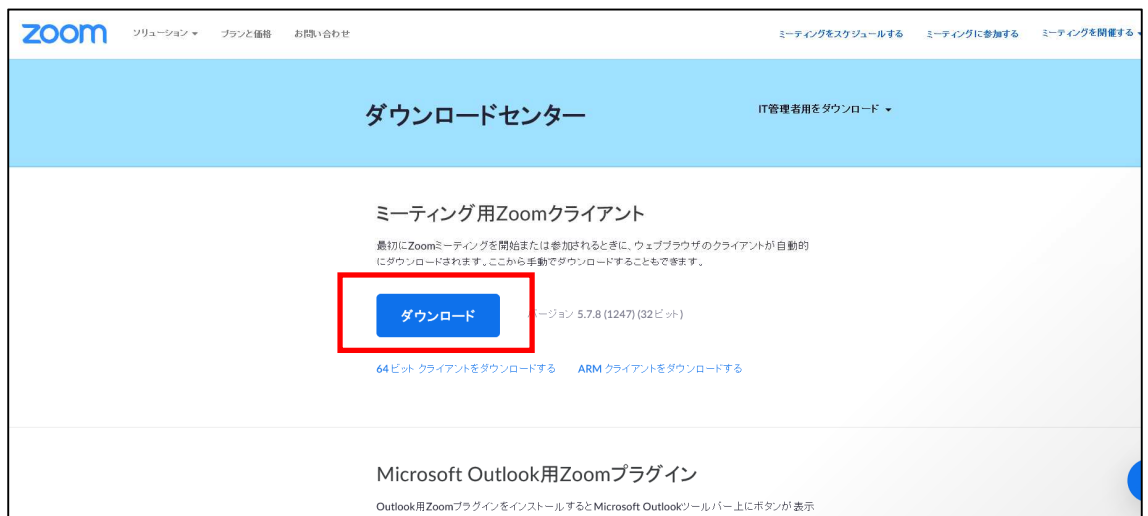 zoom ソリューション プランと価格 お問い合わせ ミーティングをスケジュールする ミーティングに参加する ミーティングを開催する
ダウンロードセンター IT管理者用をダウンロード
ミーティング用Zoomクライアント
最初にZoomミーティングを開始または参加されるときに、ウェブブラウザのクライアントが自動的
にダウンロードされます。ここから手動でダウンロードすることもできます。
ダウンロード ージョン 5.7.8 (1247) (32ビット)
64 ビット クライアントをダウンロードする ARM クライアントをダウンロードする
Microsoft Outlook用Zoomプラグイン
Outlook用ZoomプラグインをインストールするとMicrosoft Outlookツールバー上にボタンが表示